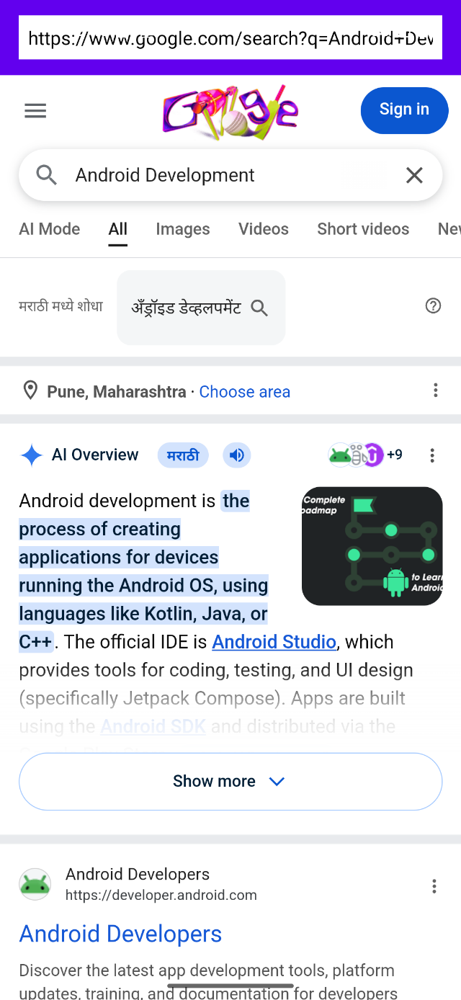 https://www.google.com/search?q=Android+Dev
Google
Sign in
Android Development
AI Mode All Images Videos Short videos New
मराठी मध्ये शोधा
अँड्रॉइड डेव्हलपमेंट
Pune, Maharashtra · Choose area
AI Overview मराठी +9
Android development is the
process of creating
applications for devices
running the Android OS, using
languages like Kotlin, Java, or
C++. The official IDE is Android Studio, which
provides tools for coding, testing, and UI design
(specifically Jetpack Compose). Apps are built
using the Android SDK and distributed via the
Complete
oadmap
to Lear
Androi
Show more
Android Developers
https://developer.android.com
Android Developers
Discover the latest app development tools, platform
updates, training, and documentation for developers